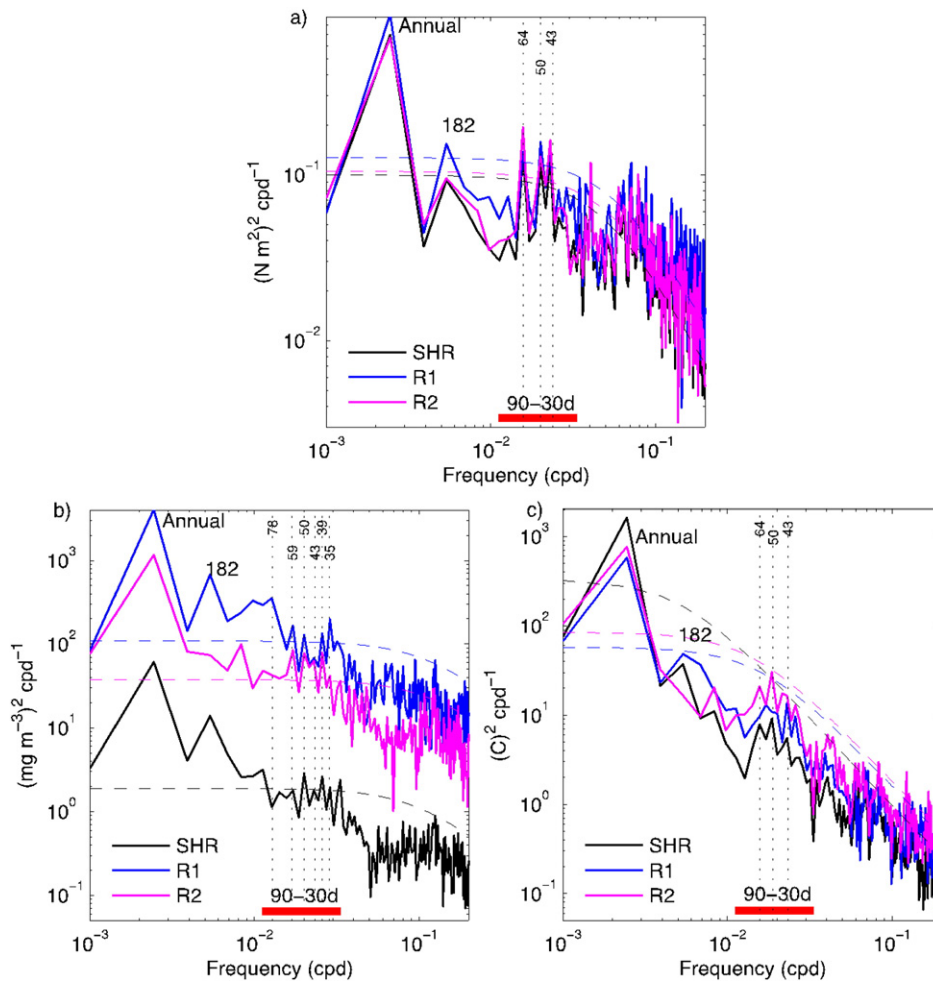 a)
Annual
182
64
50
43
(N m²)² cpd⁻¹
10⁻¹
10⁻²
SHR
R1
R2
90−30d
10⁻³
10⁻²
10⁻¹
Frequency (cpd)
b)
Annual
182
78
59
50
43
39
35
(mg m⁻³)² cpd⁻¹
10³
10²
10¹
10⁰
10⁻¹
SHR
R1
R2
90−30d
10⁻³
10⁻²
10⁻¹
Frequency (cpd)
c)
Annual
182
64
50
43
(C)² cpd⁻¹
10³
10²
10¹
10⁰
10⁻¹
SHR
R1
R2
90−30d
10⁻³
10⁻²
10⁻¹
Frequency (cpd)